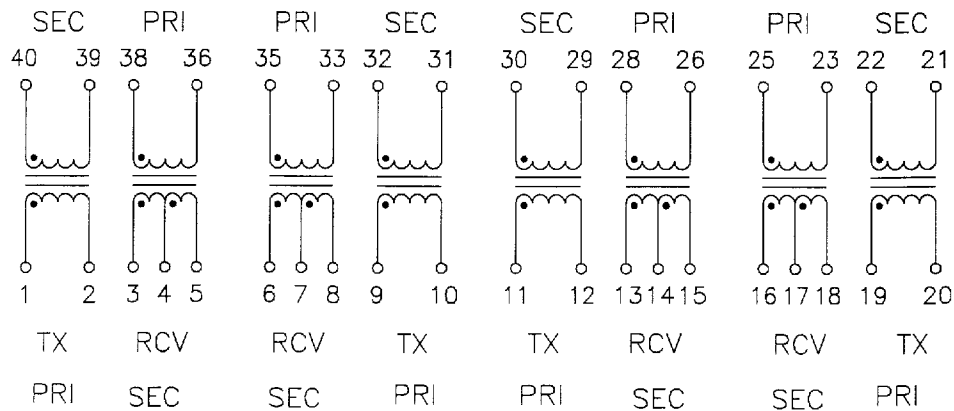 SEC PRI PRI SEC SEC PRI PRI SEC
40 39 38 36 35 33 32 31 30 29 28 26 25 23 22 21
1 2 3 4 5 6 7 8 9 10 11 12 13 14 15 16 17 18 19 20
TX RCV RCV TX TX RCV RCV TX
PRI SEC SEC PRI PRI SEC SEC PRI